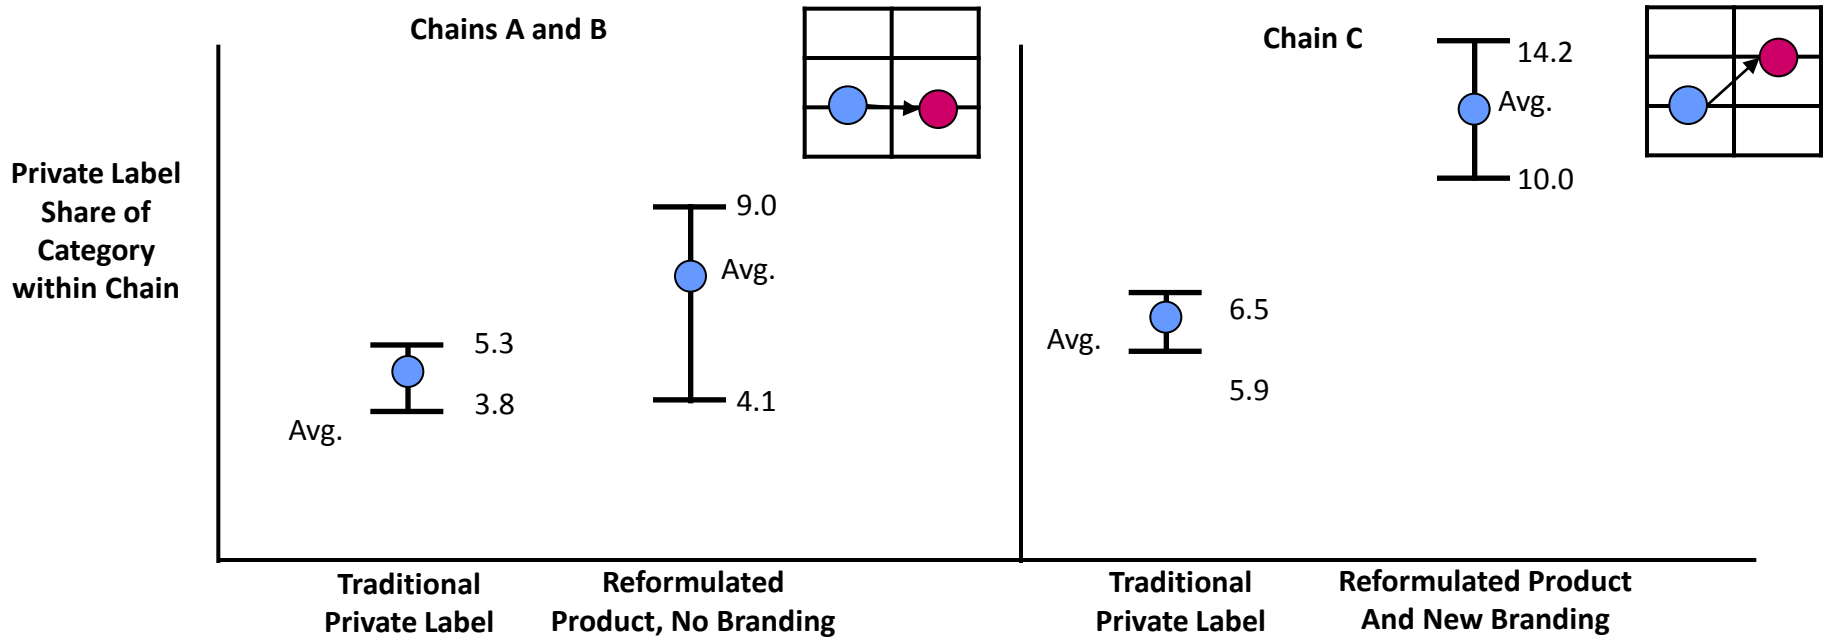 Chains A and B
Chain C
Private Label
Share of
Category
within Chain
9.0
Avg.
4.1
5.3
3.8
Avg.
14.2
Avg.
10.0
6.5
Avg.
5.9
Traditional
Private Label
Reformulated
Product, No Branding
Traditional
Private Label
Reformulated Product
And New Branding